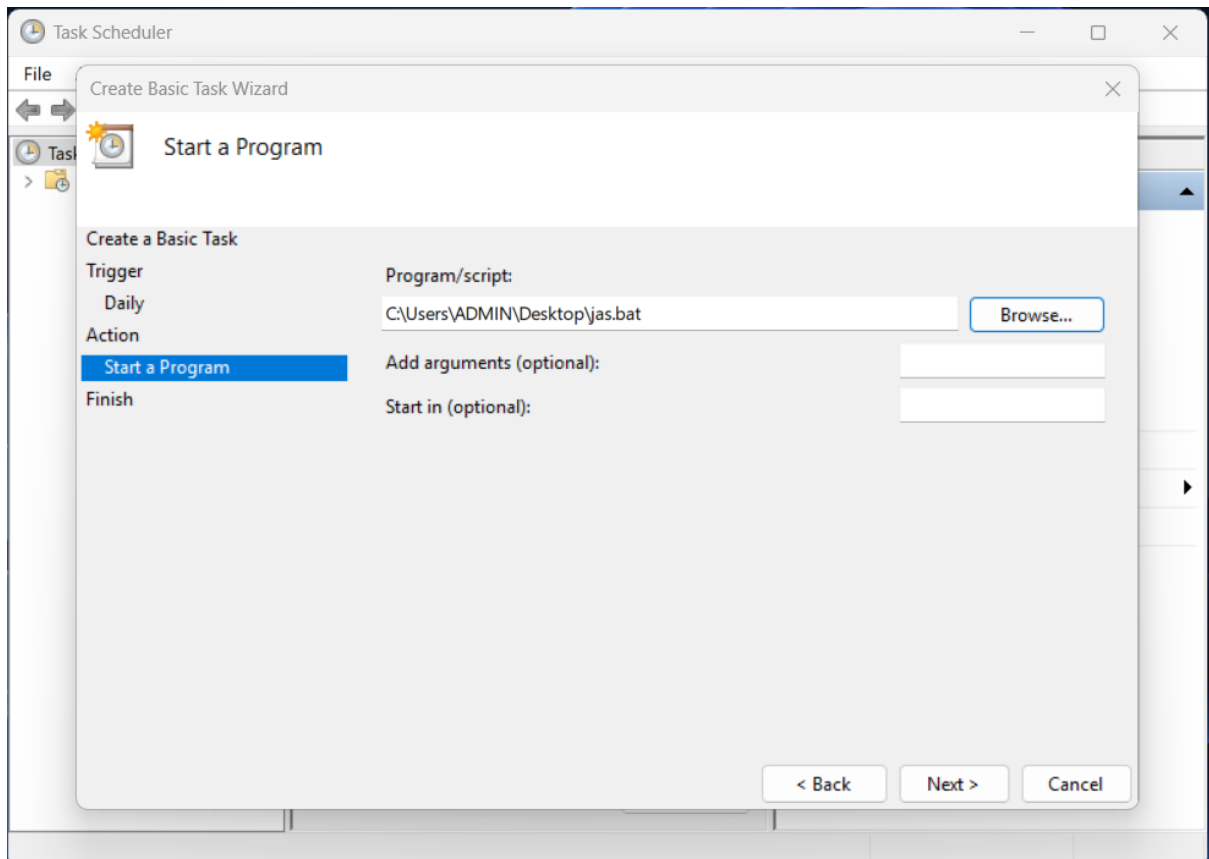 Task Scheduler
File
Create Basic Task Wizard
Start a Program
Create a Basic Task
Trigger
Daily
Action
Start a Program
Finish
Program/script:
C:\Users\ADMIN\Desktop\jas.bat
Browse...
Add arguments (optional):
Start in (optional):
< Back
Next >
Cancel